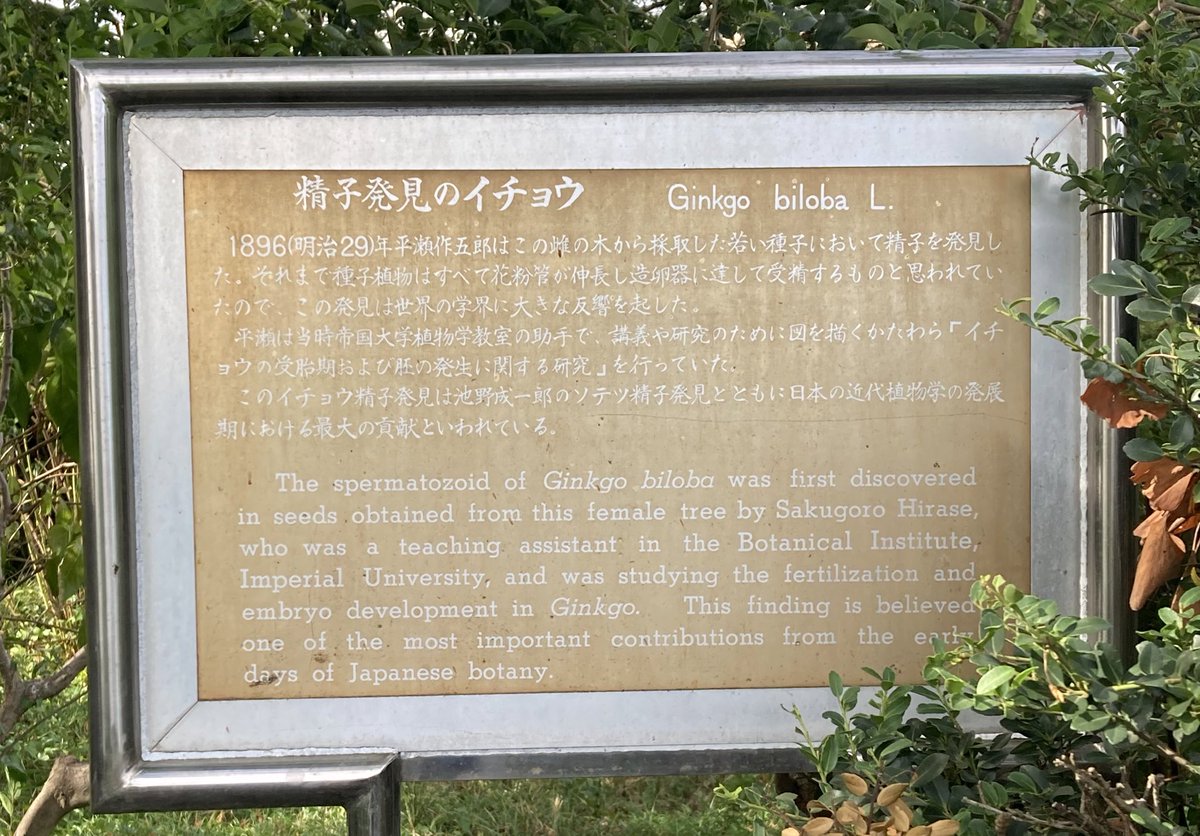 精子発見のイチョウ Ginkgo biloba L.
1896(明治29)年平瀬作五郎はこの雌の木から採取した若い種子において精子を発見し
た。それまで種子植物はすべて花粉管が伸長し造卵器に達して受精するものと思われてい
たので、この発見は世界の学界に大きな反響を起した。
平瀬は当時帝国大学植物学教室の助手で、講義や研究のために図を描くかたわら「イチ
ョウの受胎期および胚の発生に関する研究」を行っていた。
このイチョウ精子発見は池野成一郎のソテツ精子発見とともに日本の近代植物学の発展
期における最大の貢献といわれている。
The spermatozoid of Ginkgo biloba was first discovered
in seeds obtained from this female tree by Sakugoro Hirase,
who was a teaching assistant in the Botanical Institute,
Imperial University, and was studying the fertilization and
embryo development in Ginkgo. This finding is believed
one of the most important contributions from the early
days of Japanese botany.